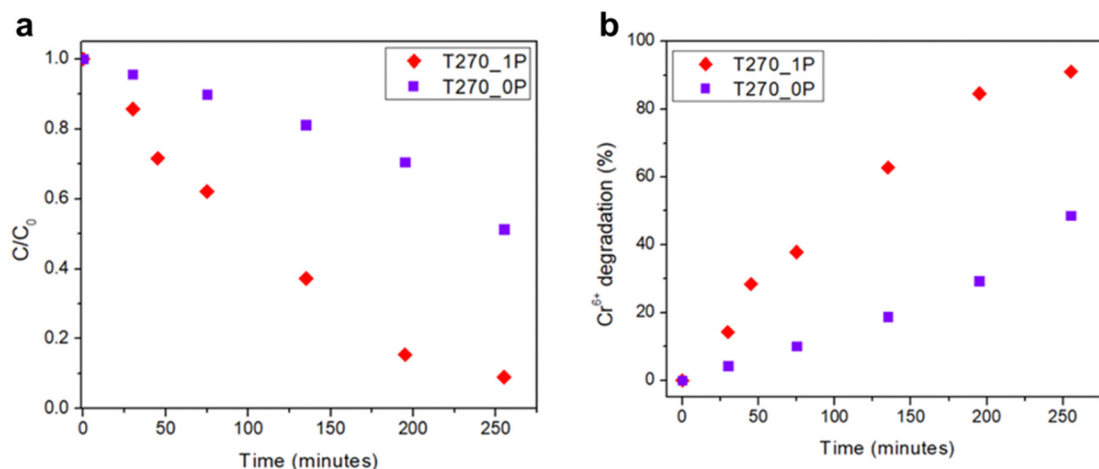 a
1.0
0.8
0.6
0.4
0.2
0.0
C/C₀
0 50 100 150 200 250
Time (minutes)
T270_1P
T270_0P
b
100
80
60
40
20
0
Cr⁶⁺ degradation (%)
0 50 100 150 200 250
Time (minutes)
T270_1P
T270_0P